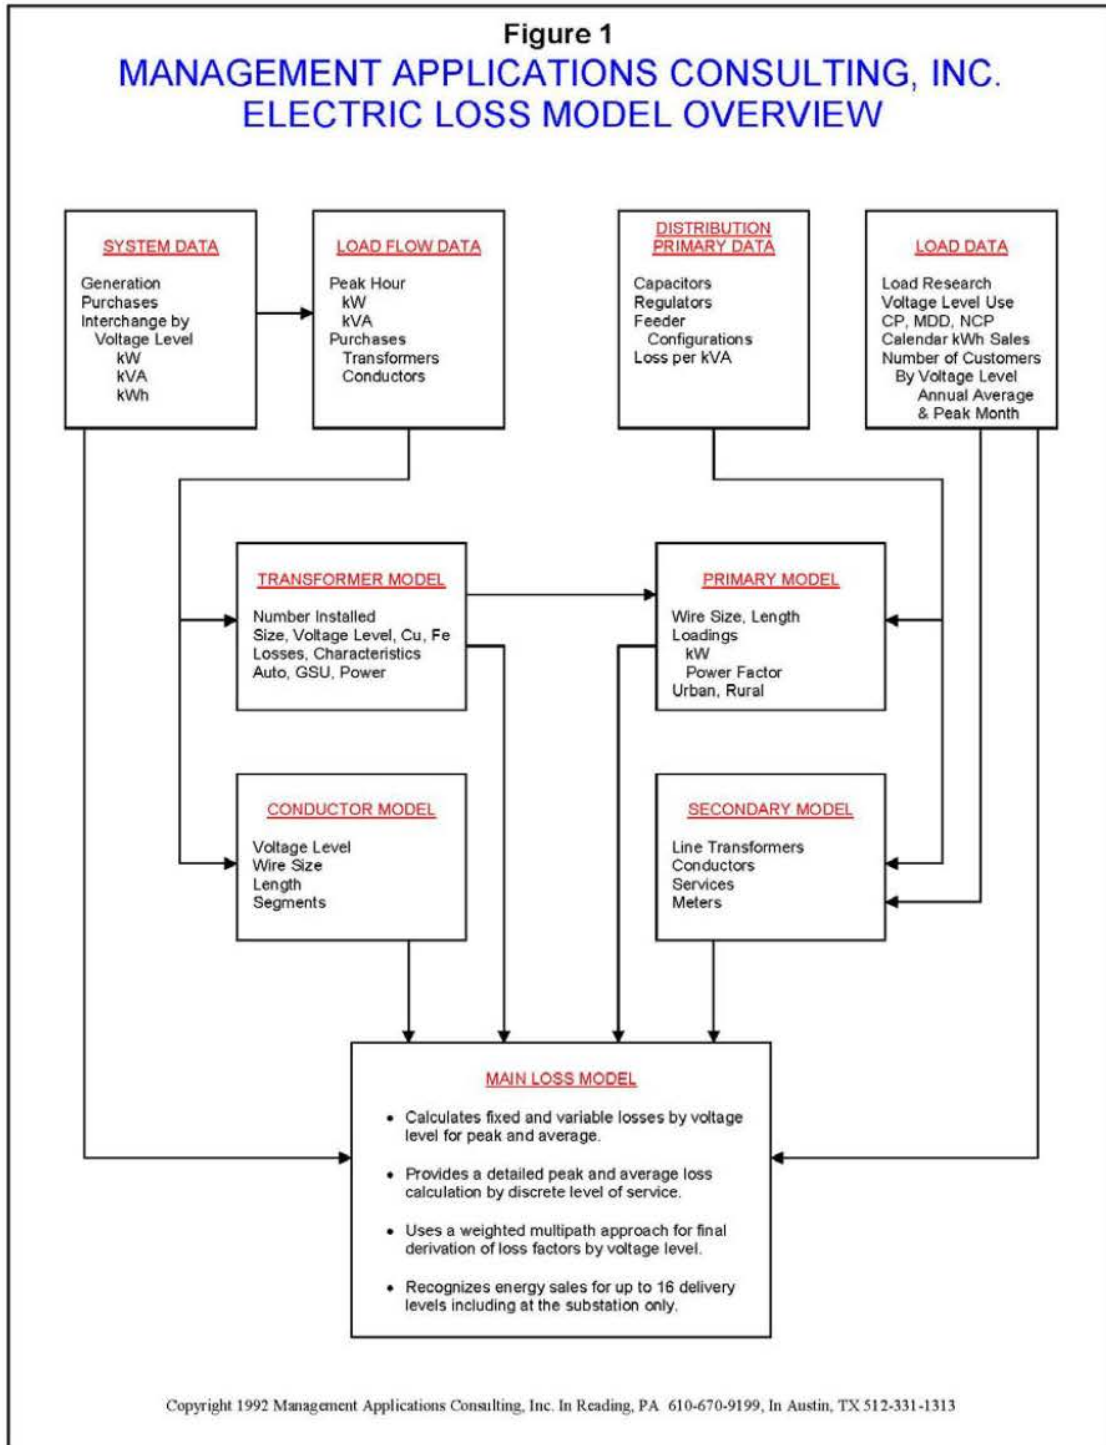 Figure 1
MANAGEMENT APPLICATIONS CONSULTING, INC.
ELECTRIC LOSS MODEL OVERVIEW
SYSTEM DATA
Generation
Purchases
Interchange by
Voltage Level
kW
kVA
kWh
LOAD FLOW DATA
Peak Hour
kW
kVA
Purchases
Transformers
Conductors
DISTRIBUTION
PRIMARY DATA
Capacitors
Regulators
Feeder
Configurations
Loss per kVA
LOAD DATA
Load Research
Voltage Level Use
CP, MDD, NCP
Calendar kWh Sales
Number of Customers
By Voltage Level
Annual Average
& Peak Month
TRANSFORMER MODEL
Number Installed
Size, Voltage Level, Cu, Fe
Losses, Characteristics
Auto, GSU, Power
PRIMARY MODEL
Wire Size, Length
Loadings
kW
Power Factor
Urban, Rural
CONDUCTOR MODEL
Voltage Level
Wire Size
Length
Segments
SECONDARY MODEL
Line Transformers
Conductors
Services
Meters
MAIN LOSS MODEL
• Calculates fixed and variable losses by voltage
level for peak and average.
• Provides a detailed peak and average loss
calculation by discrete level of service.
• Uses a weighted multipath approach for final
derivation of loss factors by voltage level.
• Recognizes energy sales for up to 16 delivery
levels including at the substation only.
Copyright 1992 Management Applications Consulting, Inc. In Reading, PA 610-670-9199, In Austin, TX 512-331-1313